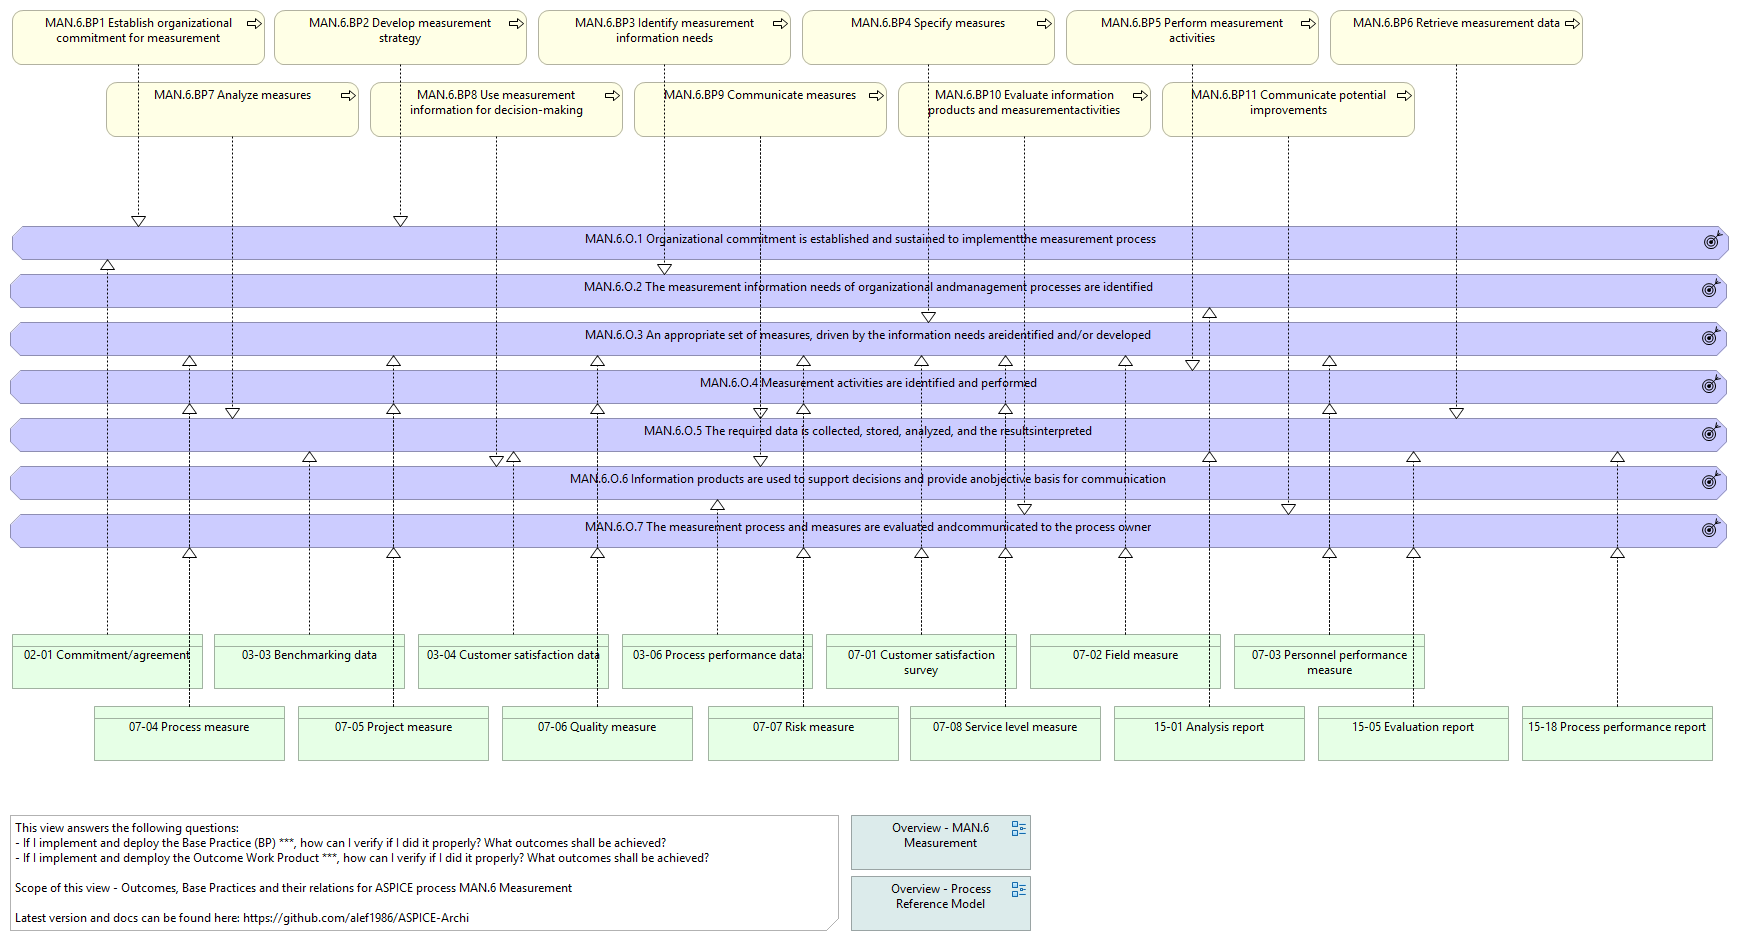 MAN.6.BP1 Establish organizational
commitment for measurement
MAN.6.BP2 Develop measurement
strategy
MAN.6.BP3 Identify measurement
information needs
MAN.6.BP4 Specify measures
MAN.6.BP5 Perform measurement
activities
MAN.6.BP6 Retrieve measurement data
MAN.6.BP7 Analyze measures
MAN.6.BP8 Use measurement
information for decision-making
MAN.6.BP9 Communicate measures
MAN.6.BP10 Evaluate information
products and measurementactivities
MAN.6.BP11 Communicate potential
improvements
MAN.6.O.1 Organizational commitment is established and sustained to implementthe measurement process
MAN.6.O.2 The measurement information needs of organizational andmanagement processes are identified
MAN.6.O.3 An appropriate set of measures, driven by the information needs areidentified and/or developed
MAN.6.O.4 Measurement activities are identified and performed
MAN.6.O.5 The required data is collected, stored, analyzed, and the resultsinterpreted
MAN.6.O.6 Information products are used to support decisions and provide anobjective basis for communication
MAN.6.O.7 The measurement process and measures are evaluated andcommunicated to the process owner
02-01 Commitment/agreement
03-03 Benchmarking data
03-04 Customer satisfaction data
03-06 Process performance data
07-01 Customer satisfaction
survey
07-02 Field measure
07-03 Personnel performance
measure
07-04 Process measure
07-05 Project measure
07-06 Quality measure
07-07 Risk measure
07-08 Service level measure
15-01 Analysis report
15-05 Evaluation report
15-18 Process performance report
This view answers the following questions:
- If I implement and deploy the Base Practice (BP) ***, how can I verify if I did it properly? What outcomes shall be achieved?
- If I implement and demploy the Outcome Work Product ***, how can I verify if I did it properly? What outcomes shall be achieved?
Scope of this view - Outcomes, Base Practices and their relations for ASPICE process MAN.6 Measurement
Latest version and docs can be found here: https://github.com/alef1986/ASPICE-Archi
Overview - MAN.6
Measurement
Overview - Process
Reference Model